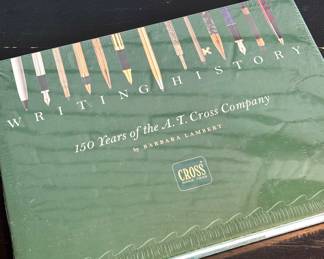 WRITING HISTORY
150 Years of the A.T. Cross Company
by BARBARA LAMBERT
CROSS